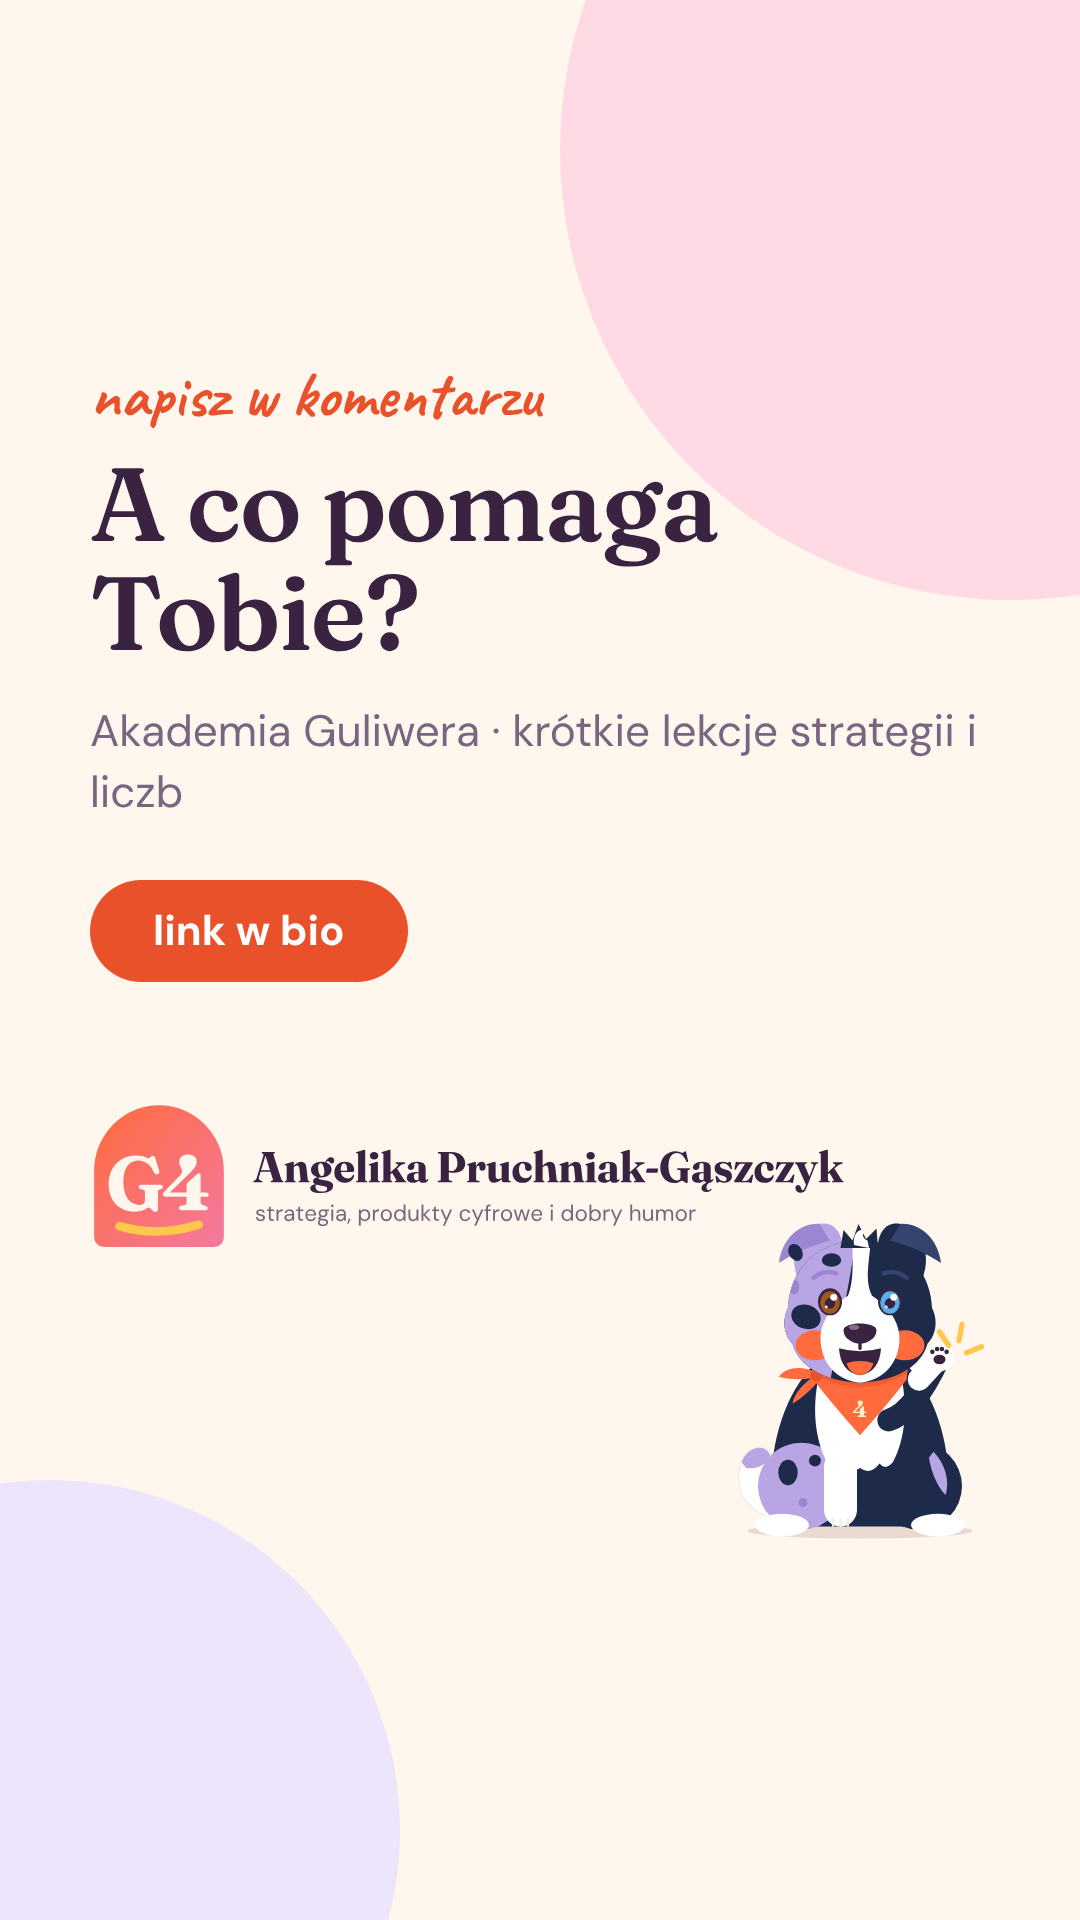 napisz w komentarzu
A co pomaga
Tobie?
Akademia Guliwera · krótkie lekcje strategii i
liczb
link w bio
G4
Angelika Pruchniak-Gąszczyk
strategia, produkty cyfrowe i dobry humor
4